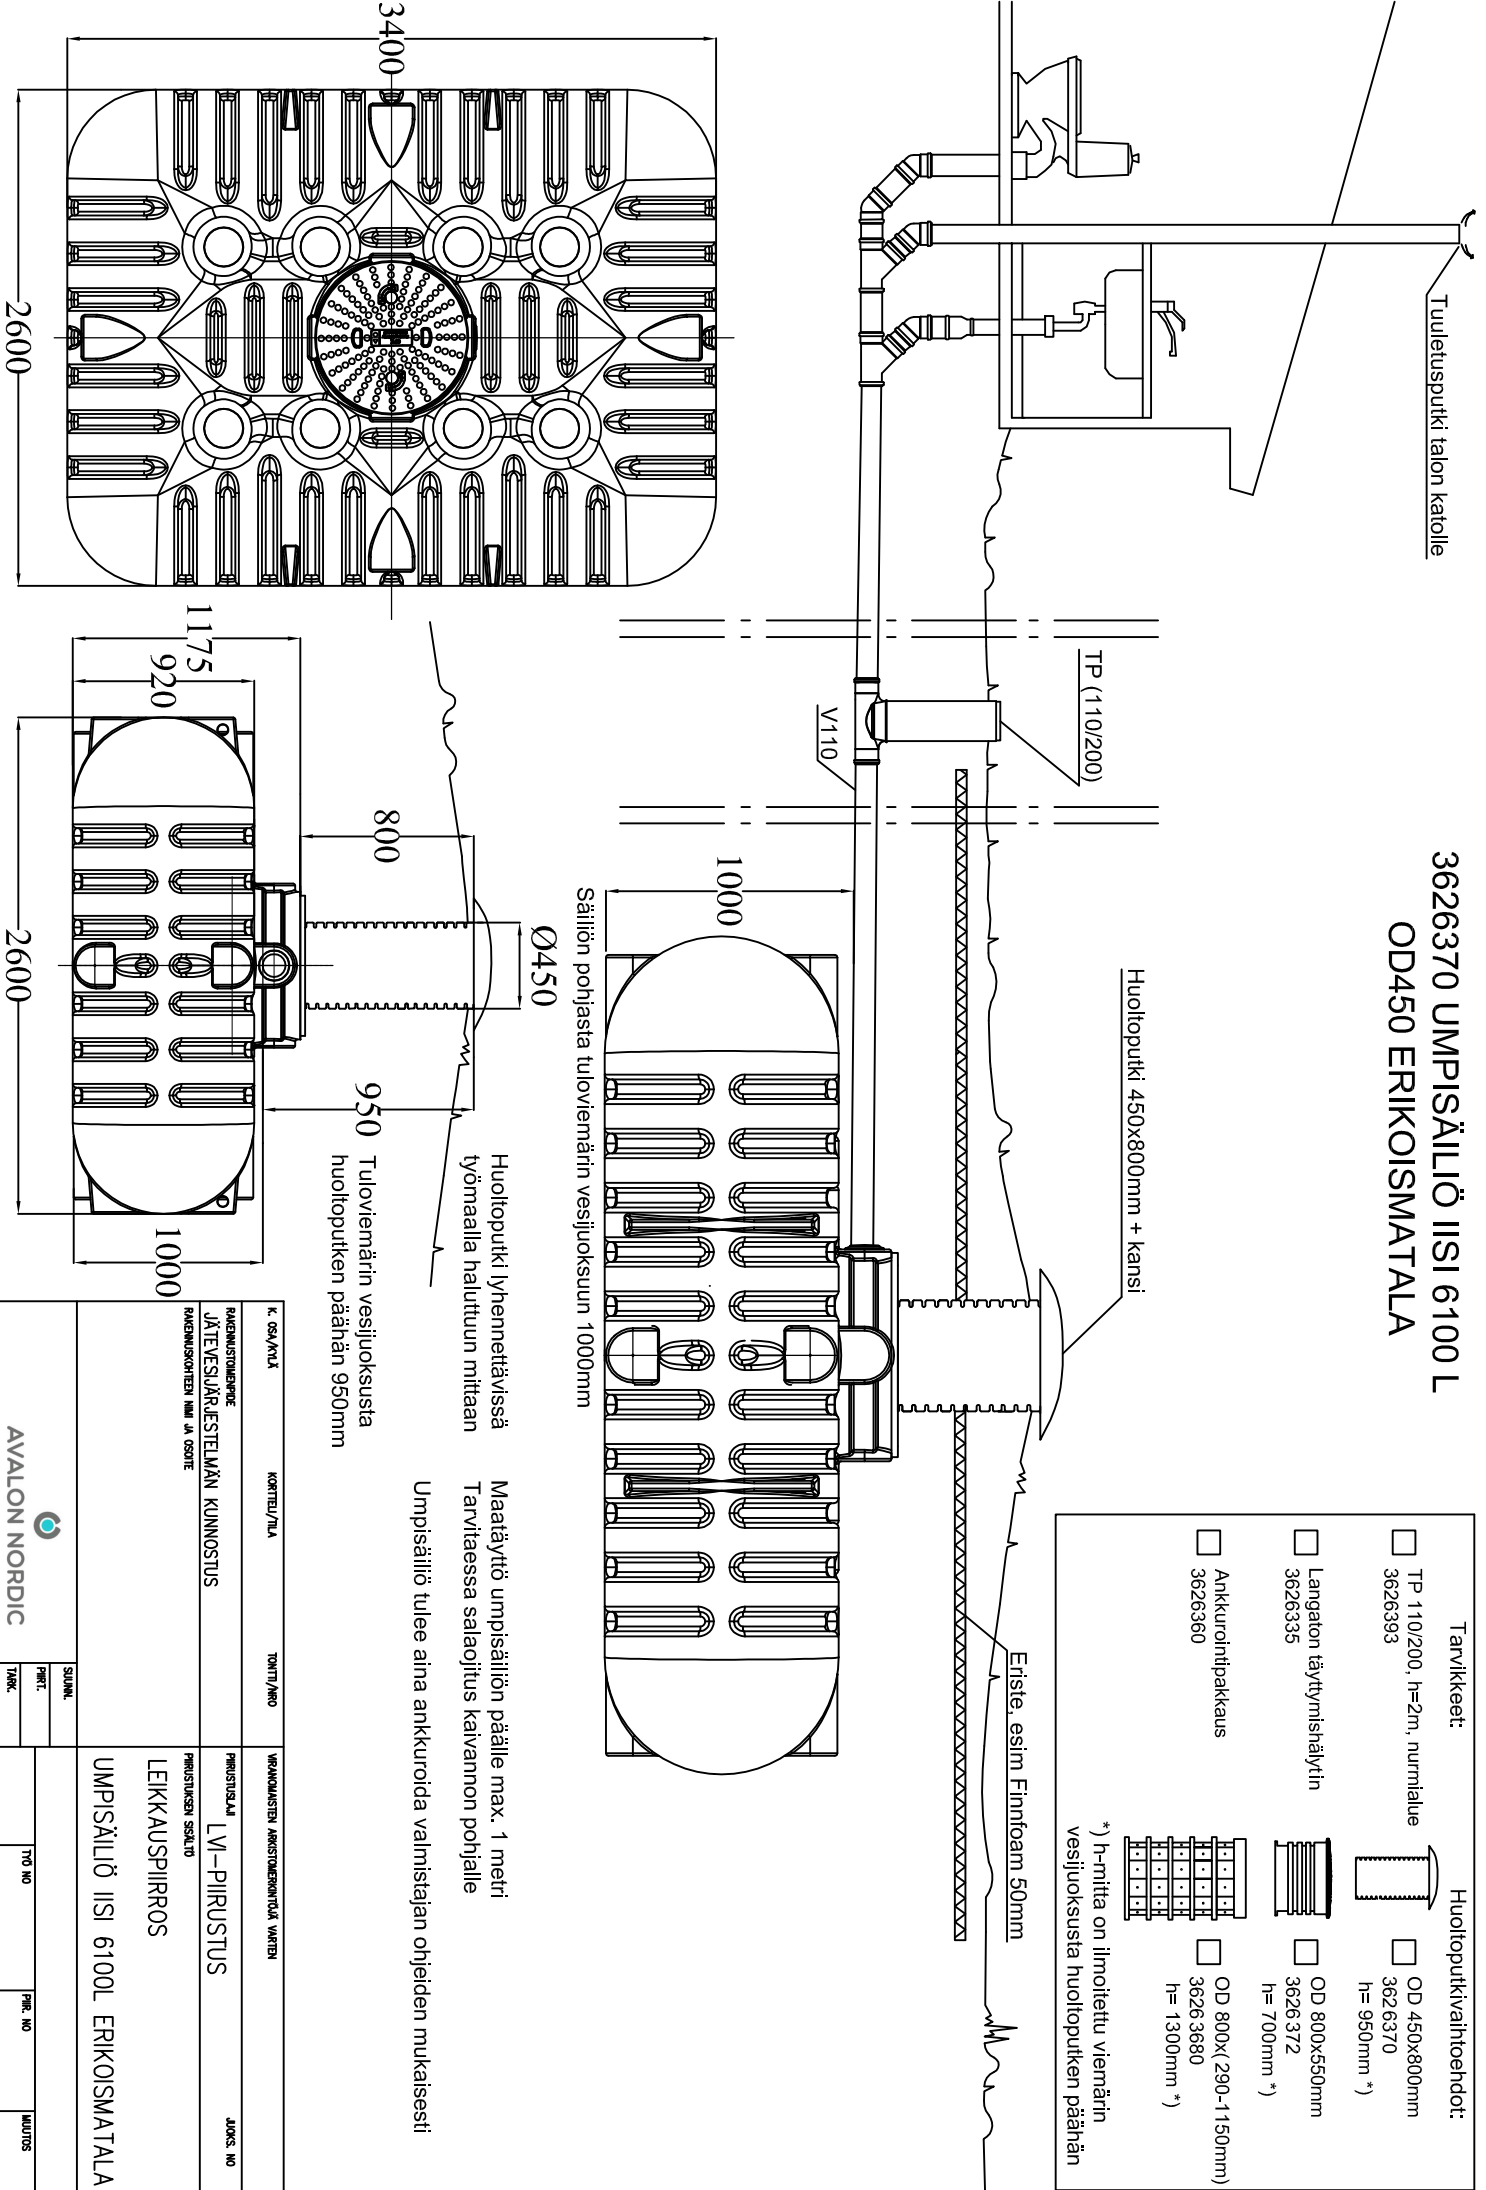 3626370 UMPISÄILIÖ IISI 6100 L
OD450 ERIKOISMATALA
Tuuletusputki talon katolle
TP (110/200)
V110
Huoltoputki 450x800mm + kansi
Eriste, esim Finnfoam 50mm
1000
Säiliön pohjasta tuloviemärin vesijuoksuun 1000mm
Tarvikkeet:
TP 110/200, h=2m, nurmialue
3626393
Langaton täyttymishälytin
3626335
Ankkurointipakkaus
3626360
Huoltoputkivaihtoehdot:
OD 450x800mm
3626370
h= 950mm *)
OD 800x550mm
3626372
h= 700mm *)
OD 800x(290-1150mm)
36263680
h= 1300mm *)
*) h-mitta on ilmoitettu viemärin
vesijuoksusta huoltoputken päähän
3400
2600
1175
920
800
Ø450
950
2600
1000
Huoltoputki lyhennettävissä
työmaalla haluttuun mittaan
Tuloviemärin vesijuoksusta
huoltoputken päähän 950mm
Maatäyttö umpisäiliön päälle max. 1 metri
Tarvitaessa salaojitus kaivannon pohjalle
Umpisäiliö tulee aina ankkuroida valmistajan ohjeiden mukaisesti
K. OSA/KYLÄ
KORTTELI/TILA
TONTTI/NRO
VIRANOMAISTEN ARKISTOMERKINTÖJÄ VARTEN
RAKENNUSTOIMENPIDE
JÄTEVESIJÄRJESTELMÄN KUNNOSTUS
PIIRUSTUSLAJI
LVI-PIIRUSTUS
JUOKS. NO
RAKENNUSKOHTEEN NIMI JA OSOITE
PIIRUSTUKSEN SISÄLTÖ
LEIKKAUSPIIRROS
UMPISÄILIÖ IISI 6100L ERIKOISMATALA
AVALON NORDIC
SUUNN.
PIIRT.
TARK.
TYÖ NO
PIIR. NO
MUUTOS